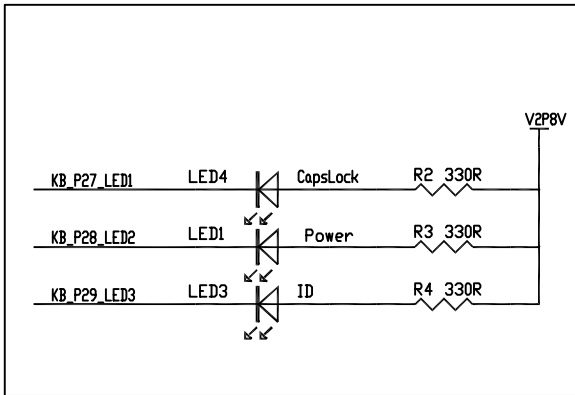 V2P8V
KB_P27_LED1 LED4 CapsLock R2 330R
KB_P28_LED2 LED1 Power R3 330R
KB_P29_LED3 LED3 ID R4 330R